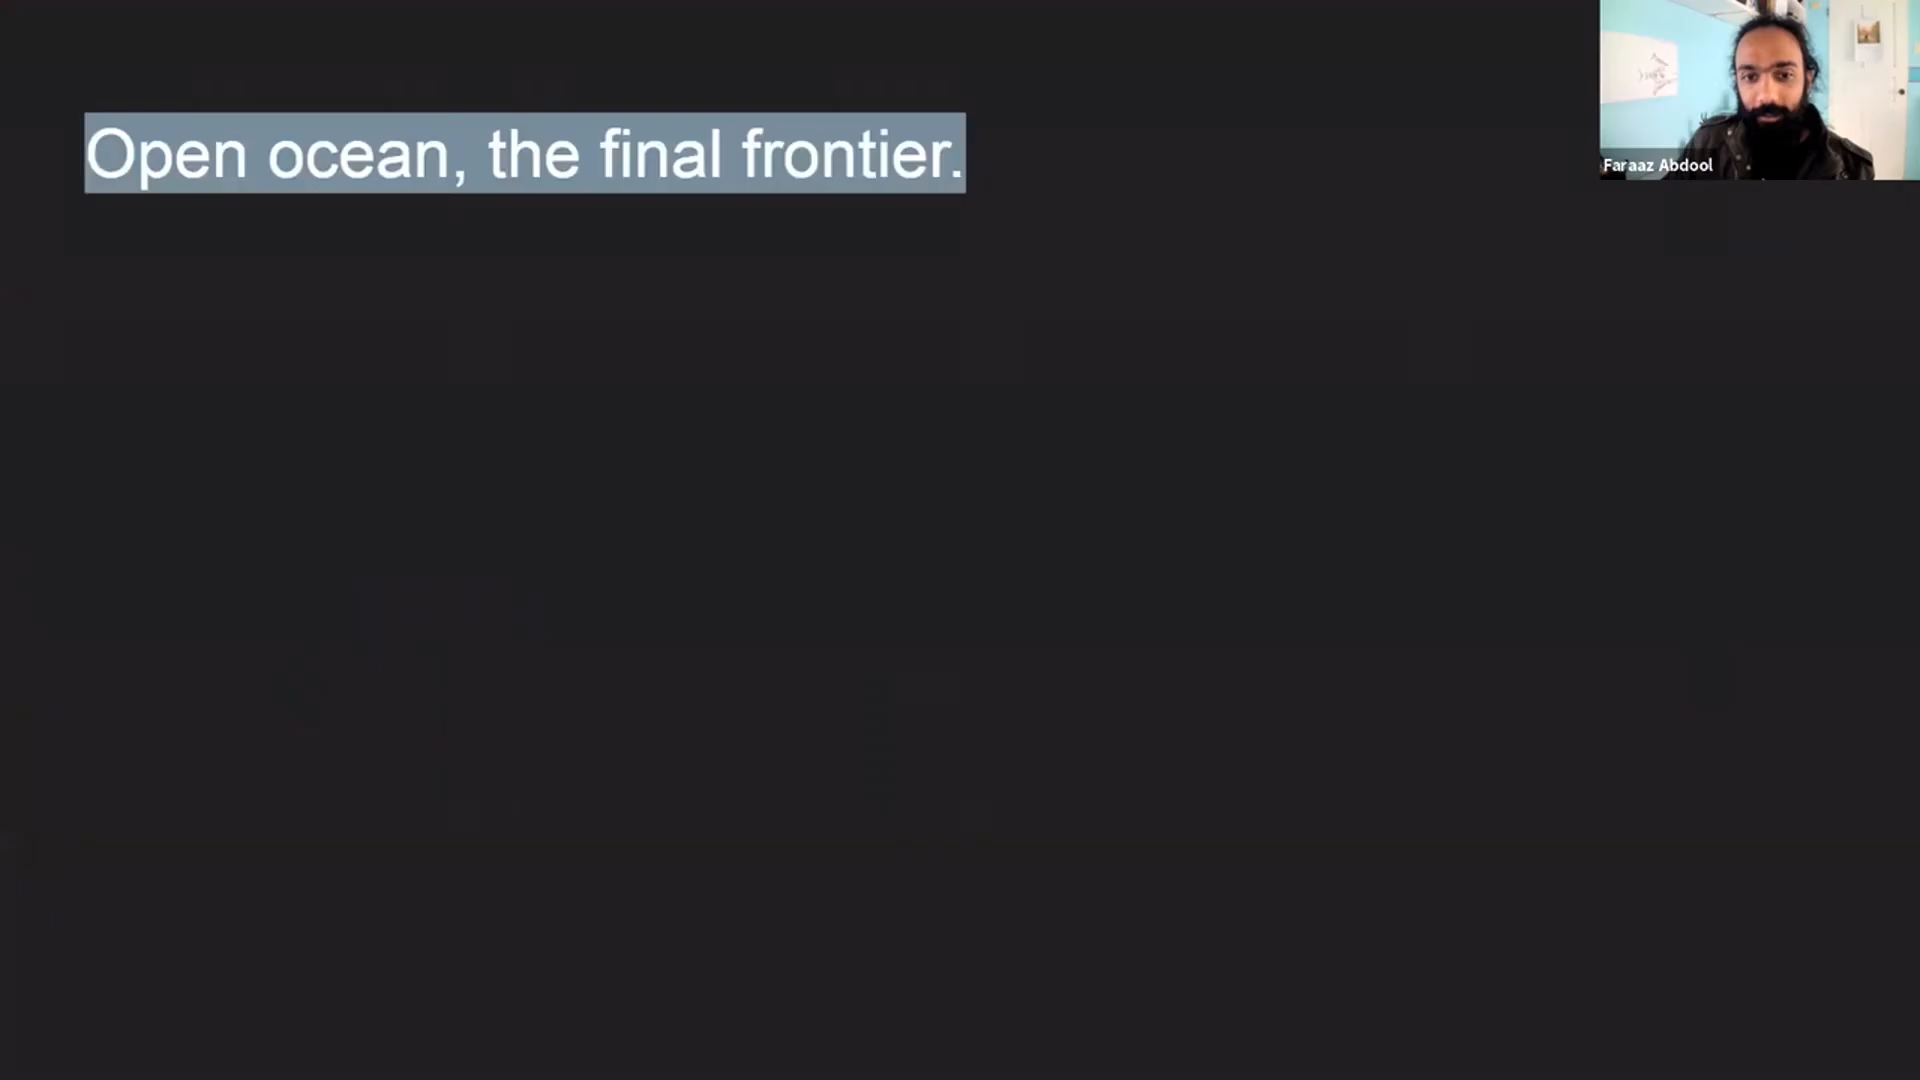 Open ocean, the final frontier.
Faraaz Abdool